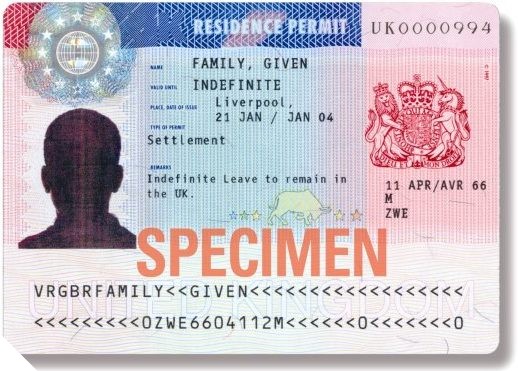 RESIDENCE PERMIT
UK0000994
NAME FAMILY, GIVEN
VALID UNTIL INDEFINITE
PLACE, DATE OF ISSUE Liverpool,
21 JAN / JAN 04
TYPE OF PERMIT
Settlement
REMARKS
Indefinite Leave to remain in
the UK.
11 APR/AVR 66
M
ZWE
SPECIMEN
UNITED KINGDOM
VRGBRFAMILY<<GIVEN<<<<<<<<<<<<<<<<<<
<<<<<<<<<0ZWE6604112M<<<<<<0<<<<<<<0